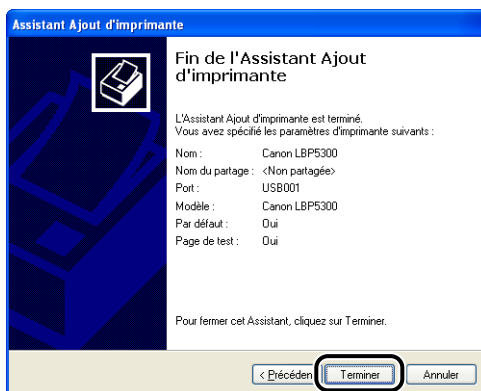 Assistant Ajout d'imprimante
Fin de l'Assistant Ajout
d'imprimante
L'Assistant Ajout d'imprimante est terminé.
Vous avez spécifié les paramètres d'imprimante suivants :
Nom : Canon LBP5300
Nom du partage : <Non partagée>
Port : USB001
Modèle : Canon LBP5300
Par défaut : Oui
Page de test : Oui
Pour fermer cet Assistant, cliquez sur Terminer.
< Précéden Terminer Annuler